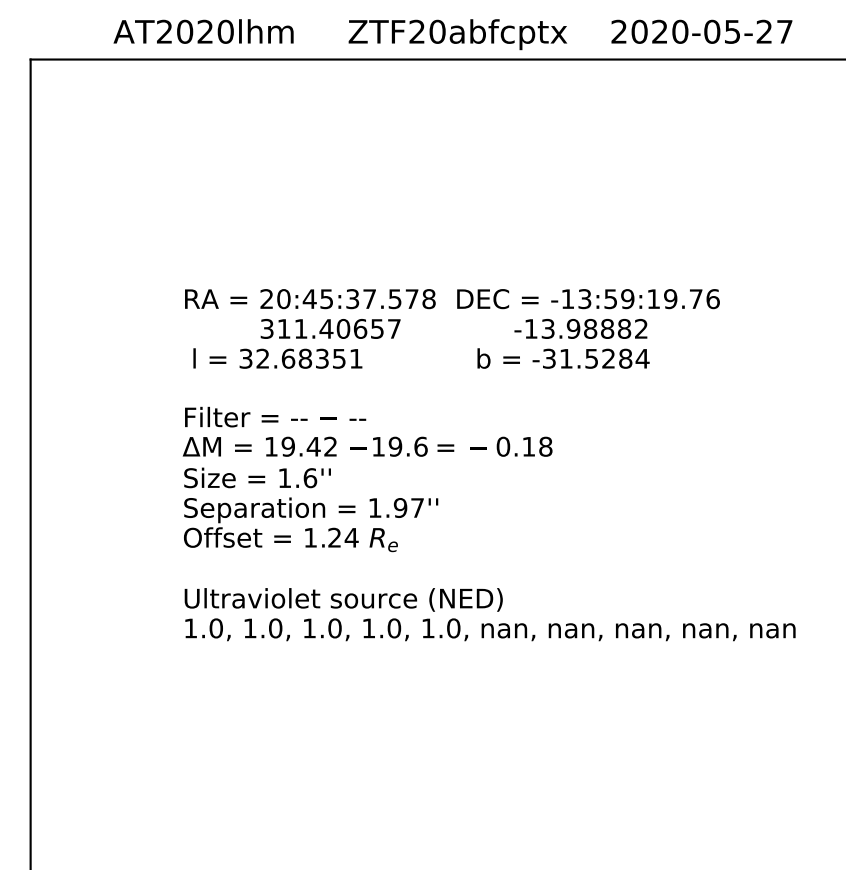 AT2020lhm ZTF20abfcptx 2020-05-27
RA = 20:45:37.578 DEC = -13:59:19.76
311.40657 -13.98882
l = 32.68351 b = -31.5284
Filter = -- − --
ΔM = 19.42 −19.6 = − 0.18
Size = 1.6''
Separation = 1.97''
Offset = 1.24 Rₑ
Ultraviolet source (NED)
1.0, 1.0, 1.0, 1.0, 1.0, nan, nan, nan, nan, nan